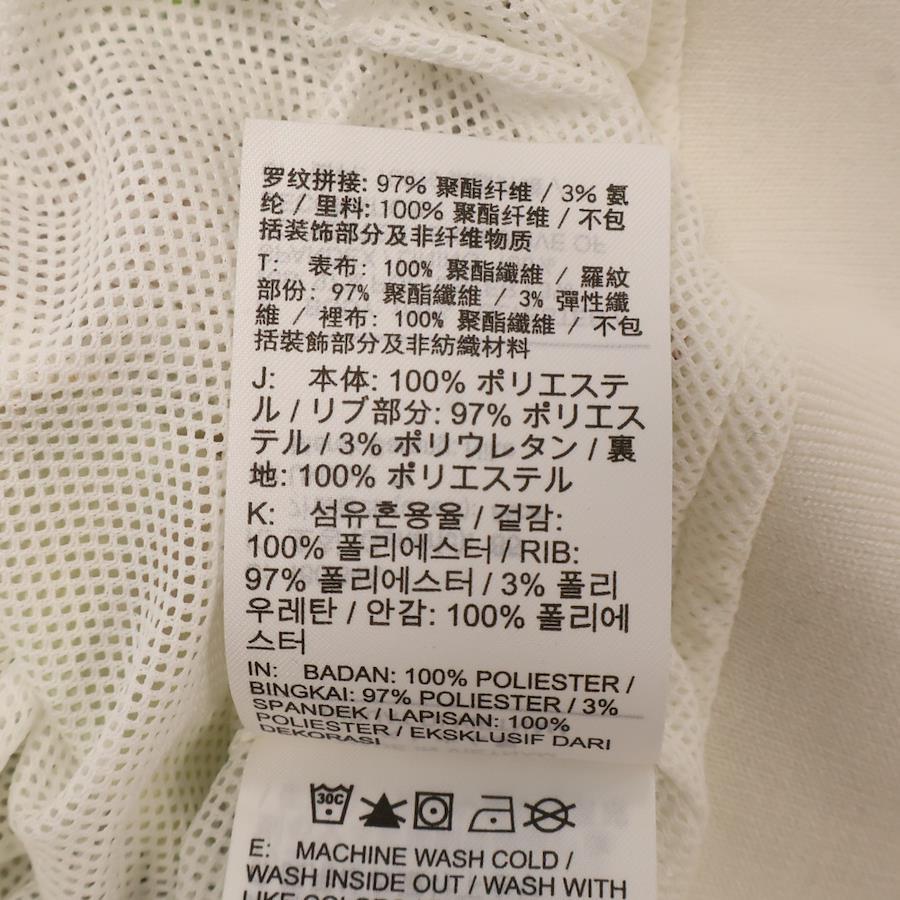 罗纹拼接: 97% 聚酯纤维 / 3% 氨
纶 / 里料: 100% 聚酯纤维 / 不包
括装饰部分及非纤维物质
T: 表布: 100% 聚酯纖維 / 羅紋
部份: 97% 聚酯纖維 / 3% 彈性纖
維 / 裡布: 100% 聚酯纖維 / 不包
括裝飾部分及非紡織材料
J: 本体: 100% ポリエステ
ル / リブ部分: 97% ポリエス
テル / 3% ポリウレタン / 裏
地: 100% ポリエステル
K: 섬유혼용율 / 겉감:
100% 폴리에스터 / RIB:
97% 폴리에스터 / 3% 폴리
우레탄 / 안감: 100% 폴리에
스터
IN: BADAN: 100% POLIESTER /
BINGKAI: 97% POLIESTER / 3%
SPANDEK / LAPISAN: 100%
POLIESTER / EKSKLUSIF DARI
DEKORASI
30C
E: MACHINE WASH COLD /
WASH INSIDE OUT / WASH WITH
LIKE COLORS